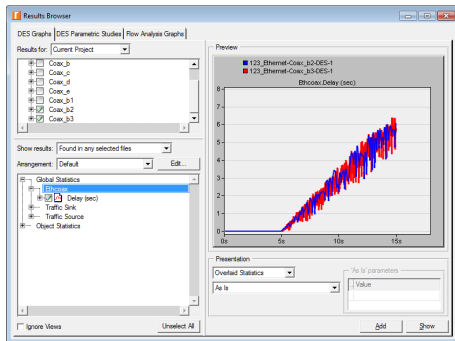 Results Browser
DES Graphs DES Parametric Studies Flow Analysis Graphs
Results for: Current Project
Coax_b
Coax_c
Coax_d
Coax_e
Coax_b1
Coax_b2
Coax_b3
Show results: Found in any selected files
Arrangement: Default Edit...
Global Statistics
Ethcoax
Delay (sec)
Traffic Sink
Traffic Source
Object Statistics
Ignore Views Unselect All
Preview
123_Ethernet-Coax_b2-DES-1
123_Ethernet-Coax_b3-DES-1
Ethcoax.Delay (sec)
8
7
6
5
4
3
2
1
0
0s 5s 10s 15s
Presentation
Overlaid Statistics
As Is
'As Is' parameters
Value
Add Show